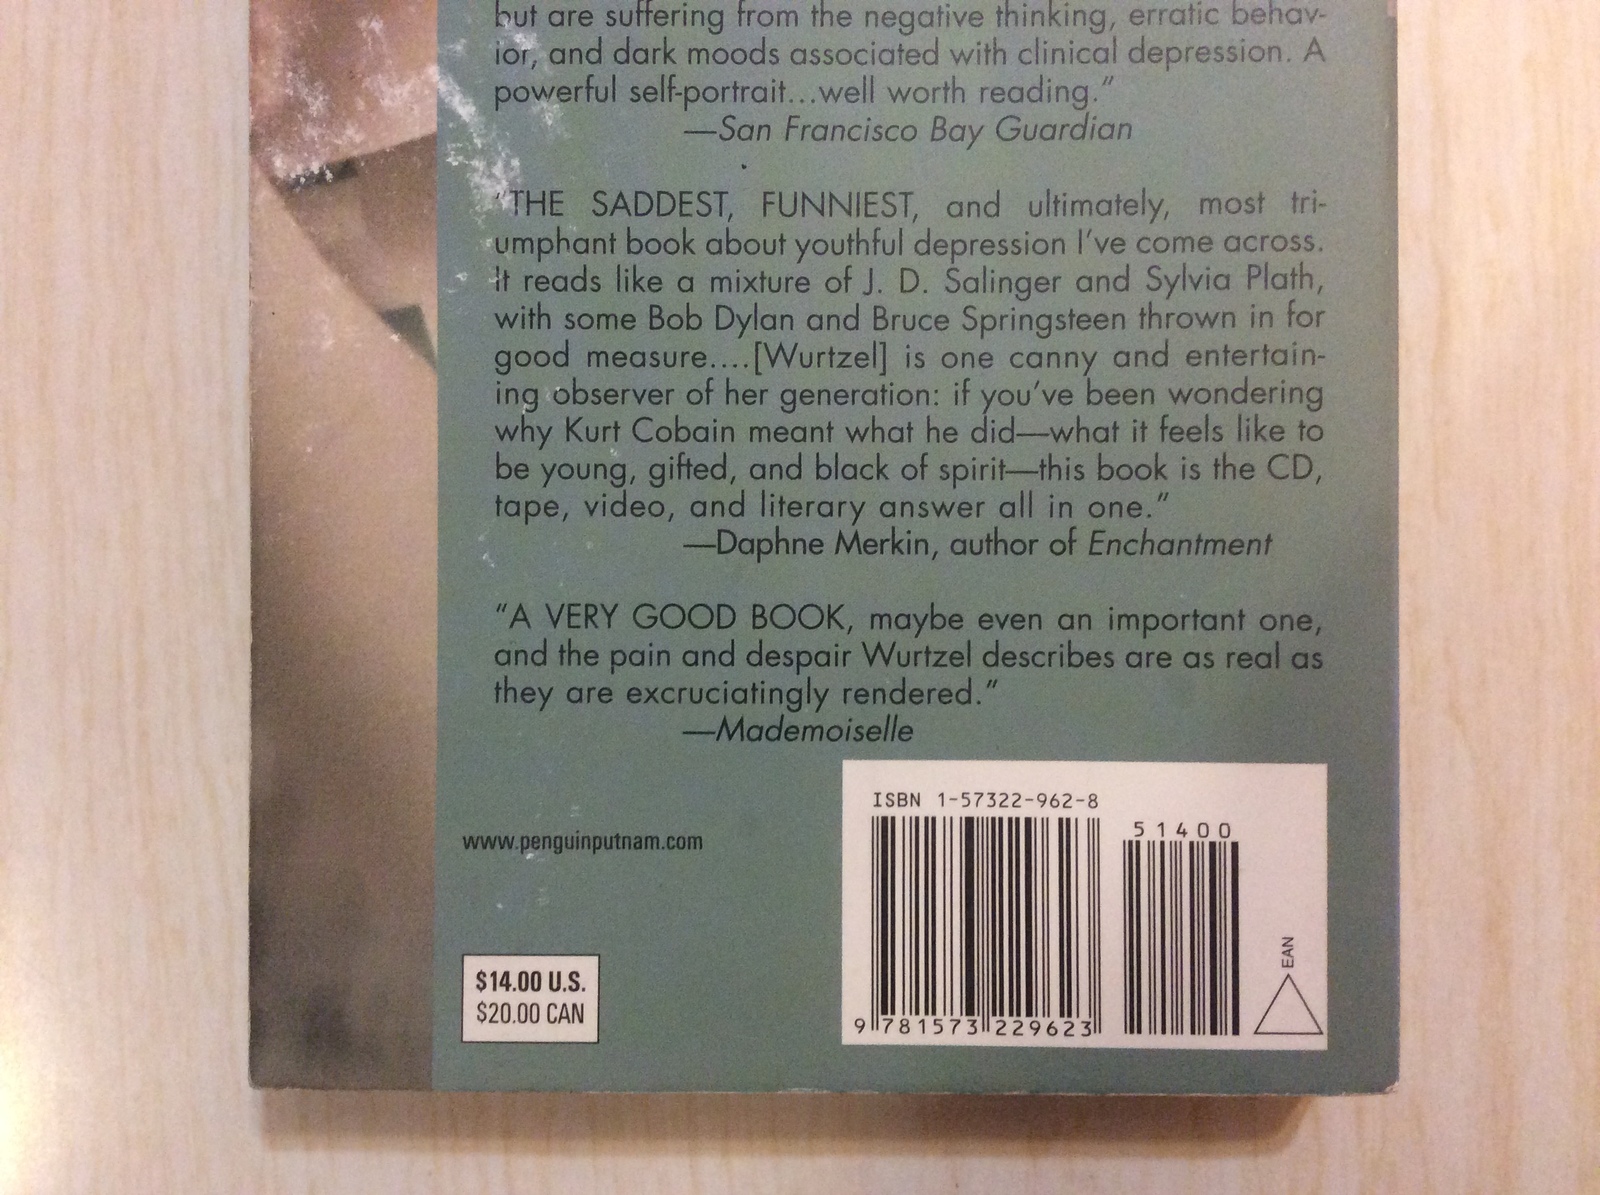 but are suffering from the negative thinking, erratic behav-
ior, and dark moods associated with clinical depression. A
powerful self-portrait...well worth reading.”
—San Francisco Bay Guardian
“THE SADDEST, FUNNIEST, and ultimately, most tri-
umphant book about youthful depression I’ve come across.
It reads like a mixture of J. D. Salinger and Sylvia Plath,
with some Bob Dylan and Bruce Springsteen thrown in for
good measure....[Wurtzel] is one canny and entertain-
ing observer of her generation: if you’ve been wondering
why Kurt Cobain meant what he did—what it feels like to
be young, gifted, and black of spirit—this book is the CD,
tape, video, and literary answer all in one.”
—Daphne Merkin, author of Enchantment
“A VERY GOOD BOOK, maybe even an important one,
and the pain and despair Wurtzel describes are as real as
they are excruciatingly rendered.”
—Mademoiselle
www.penguinputnam.com
$14.00 U.S.
$20.00 CAN
ISBN 1-57322-962-8
51400
9 781573 229623
EAN